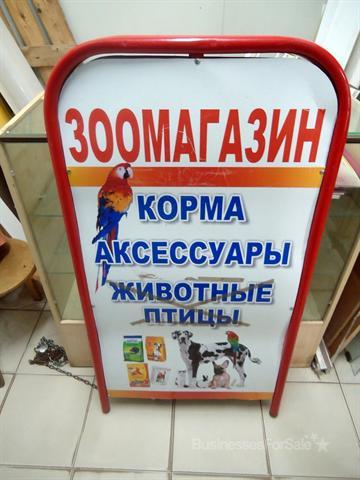 ЗООМАГАЗИН
КОРМА
АКСЕССУАРЫ
ЖИВОТНЫЕ
ПТИЦЫ
BusinessesForSale